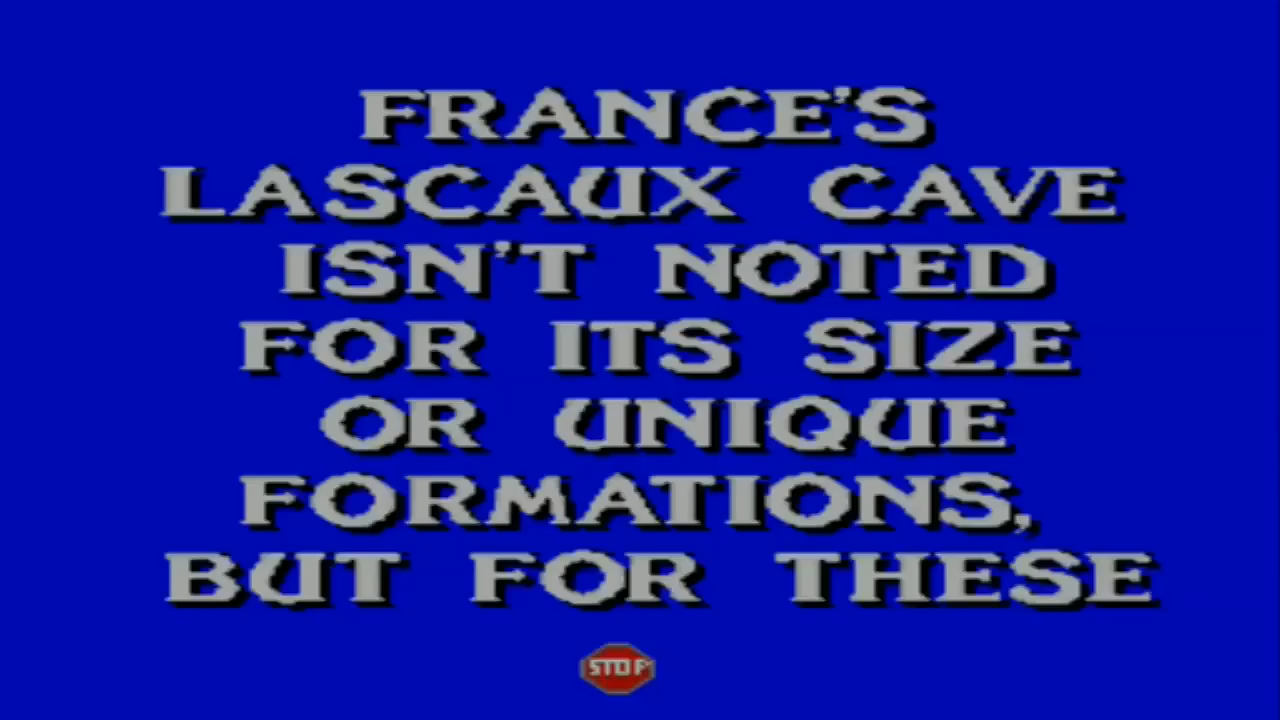 FRANCE'S
LASCAUX CAVE
ISN'T NOTED
FOR ITS SIZE
OR UNIQUE
FORMATIONS,
BUT FOR THESE
STOP